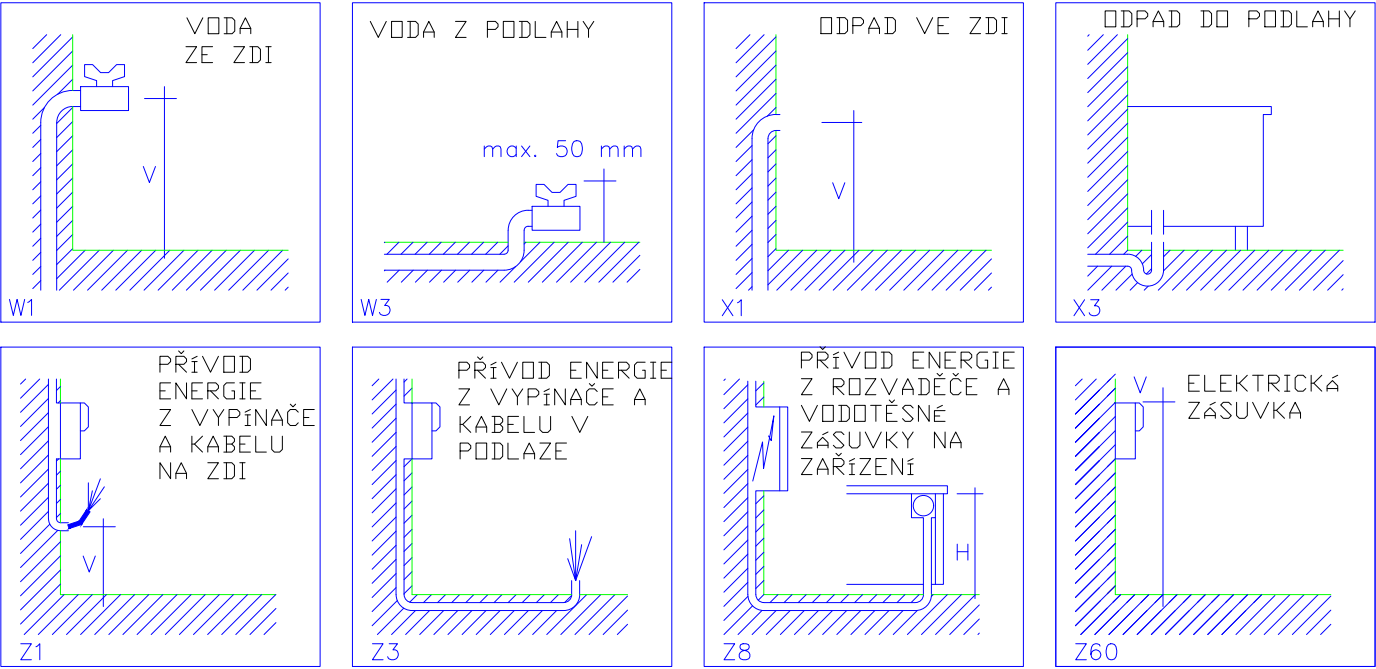 VODA
ZE ZDI
V
W1
VODA Z PODLAHY
max. 50 mm
W3
ODPAD VE ZDI
V
X1
ODPAD DO PODLAHY
X3
PŘíVOD
ENERGIE
Z VYPíNAČE
A KABELU
NA ZDI
V
Z1
PŘíVOD ENERGIE
Z VYPíNAČE A
KABELU V
PODLAZE
Z3
PŘíVOD ENERGIE
Z ROZVADĚČE A
VODOTĚSNé
ZáSUVKY NA
ZAŘíZENí
H
Z8
V
ELEKTRICKá
ZáSUVKA
Z60